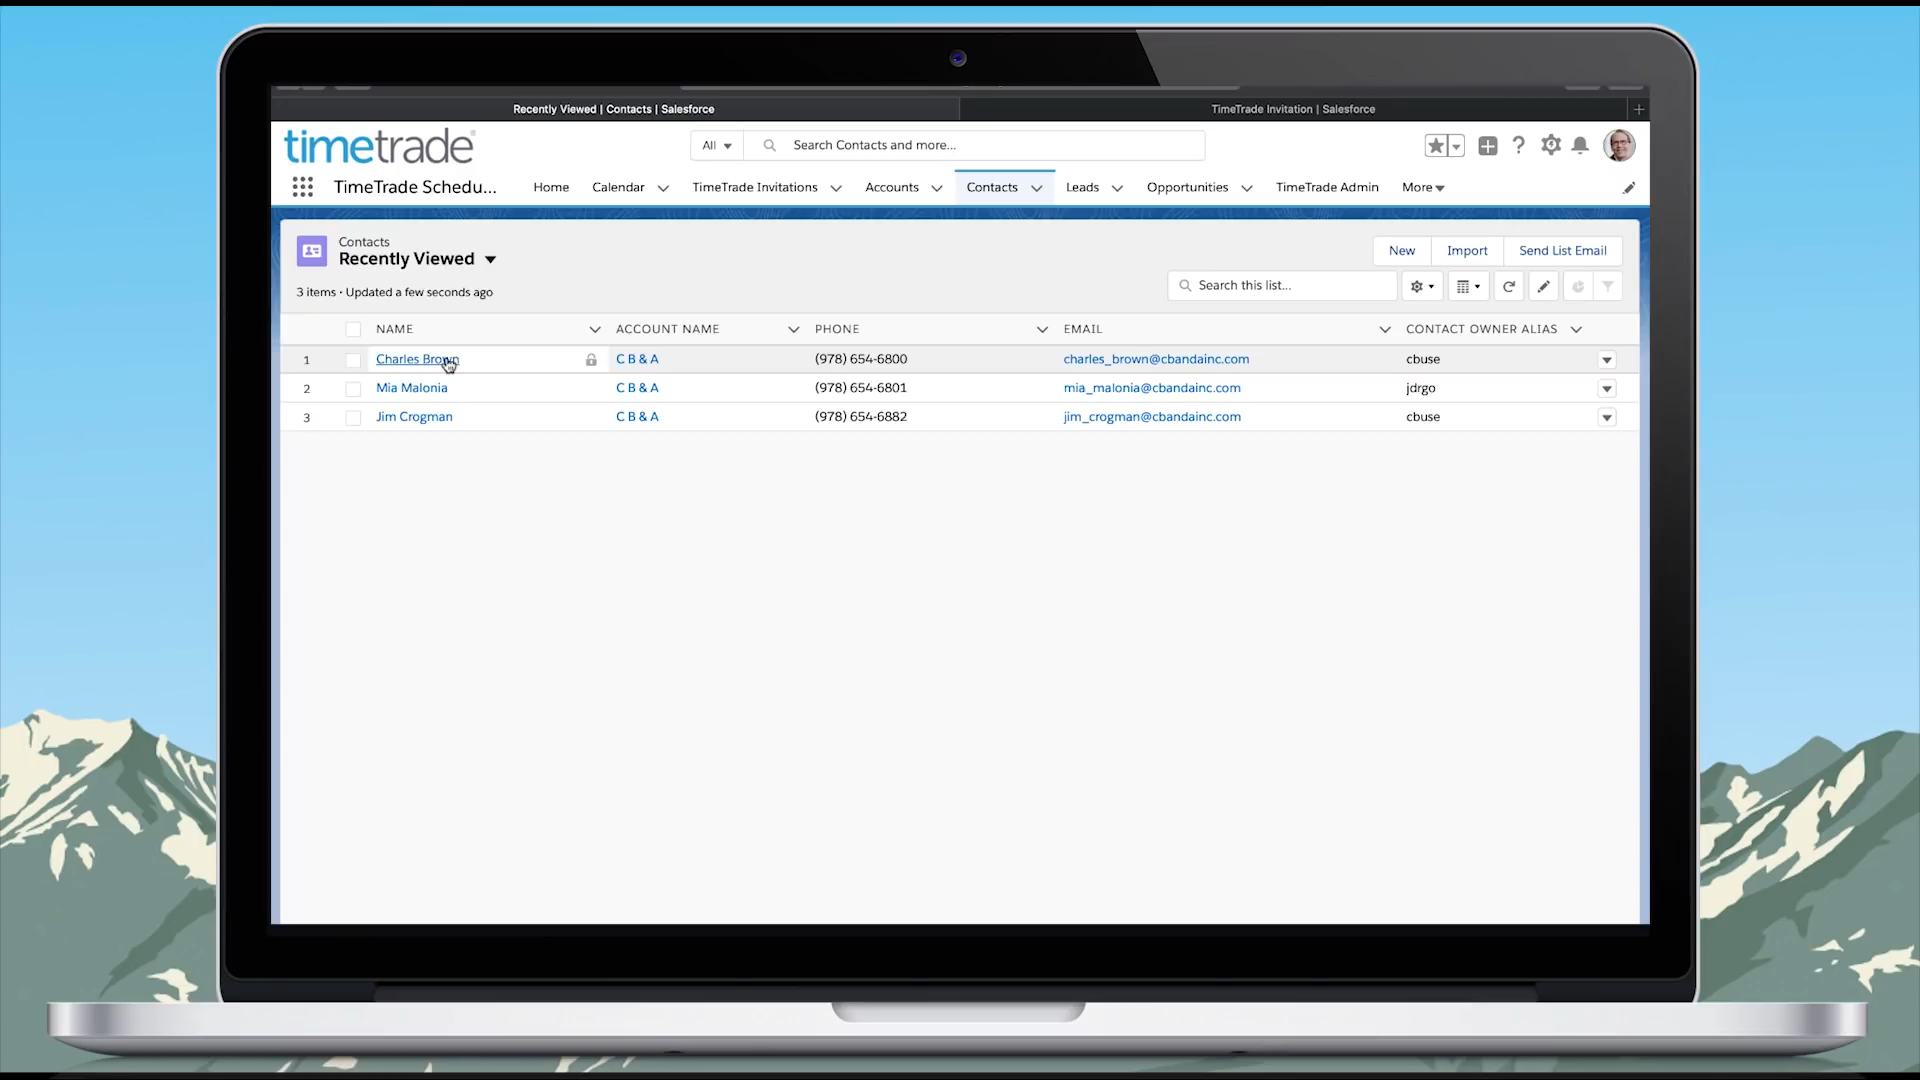 Recently Viewed | Contacts | Salesforce
TimeTrade Invitation | Salesforce
timetrade
All
Search Contacts and more...
TimeTrade Schedu...
Home
Calendar
TimeTrade Invitations
Accounts
Contacts
Leads
Opportunities
TimeTrade Admin
More
Contacts
Recently Viewed
New
Import
Send List Email
3 items • Updated a few seconds ago
Search this list...
NAME ACCOUNT NAME PHONE EMAIL CONTACT OWNER ALIAS
1 Charles Brown C B & A (978) 654-6800 charles_brown@cbandainc.com cbuse
2 Mia Malonia C B & A (978) 654-6801 mia_malonia@cbandainc.com jdrgo
3 Jim Crogman C B & A (978) 654-6882 jim_crogman@cbandainc.com cbuse